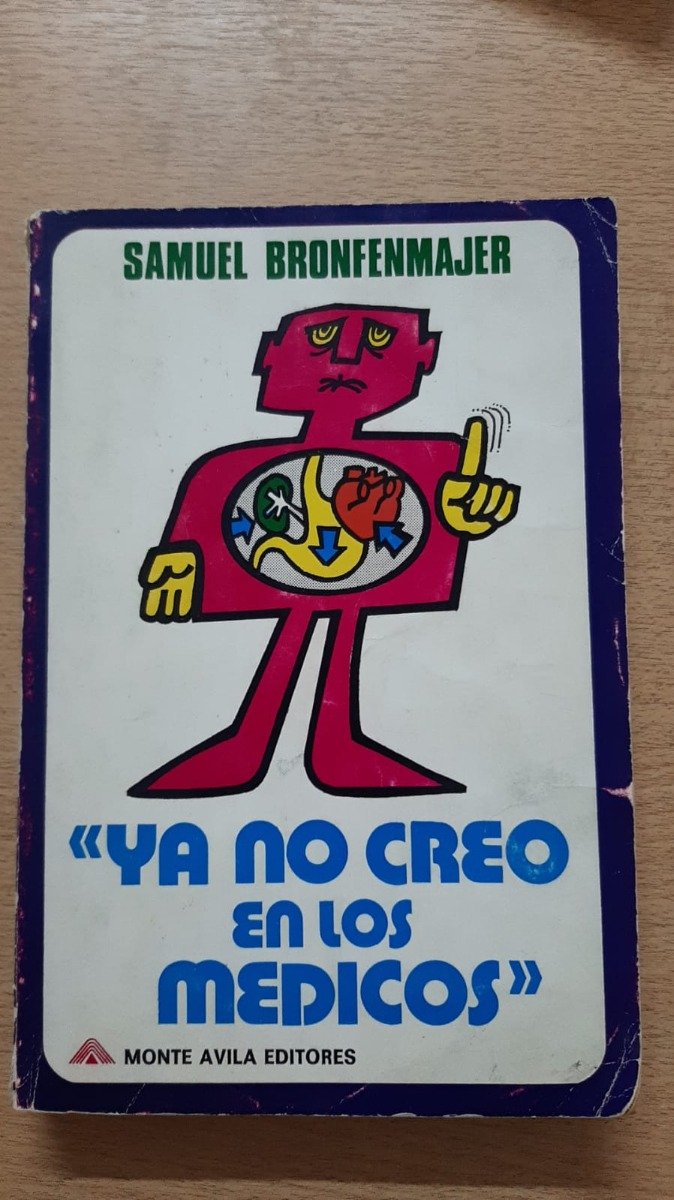 SAMUEL BRONFENMAJER
«YA NO CREO
EN LOS
MEDICOS»
MONTE AVILA EDITORES